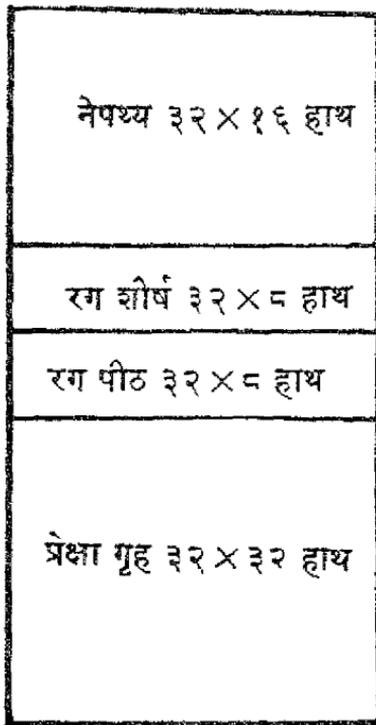 नेपथ्य ३२ × १६ हाथ
रग शीर्ष ३२ × ८ हाथ
रग पीठ ३२ × ८ हाथ
प्रेक्षा गृह ३२ × ३२ हाथ